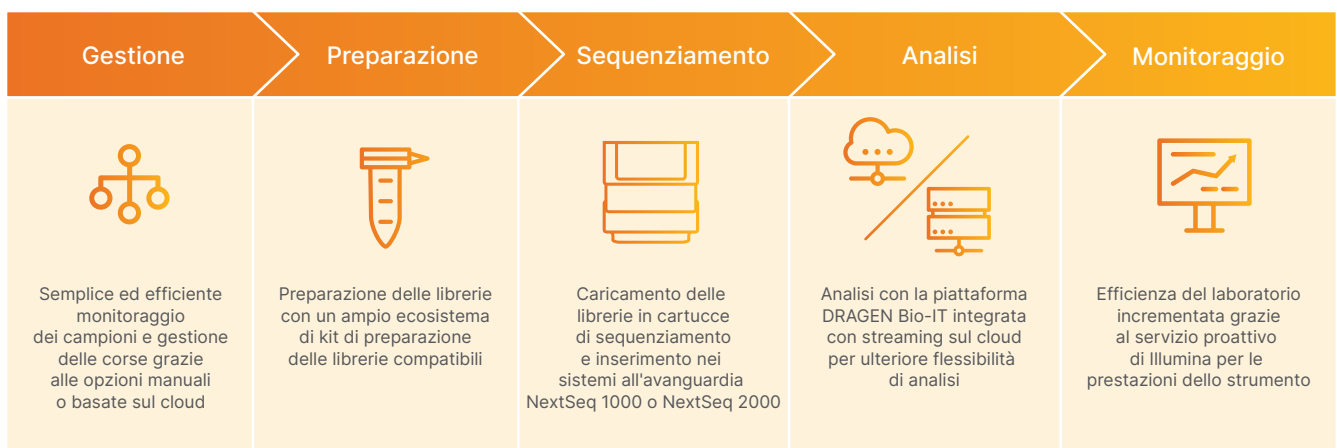 Gestione
Preparazione
Sequenziamento
Analisi
Monitoraggio
Semplice ed efficiente
monitoraggio
dei campioni e gestione
delle corse grazie
alle opzioni manuali
o basate sul cloud
Preparazione delle librerie
con un ampio ecosistema
di kit di preparazione
delle librerie compatibili
Caricamento delle
librerie in cartucce
di sequenziamento
e inserimento nei
sistemi all'avanguardia
NextSeq 1000 o NextSeq 2000
Analisi con la piattaforma
DRAGEN Bio-IT integrata
con streaming sul cloud
per ulteriore flessibilità
di analisi
Efficienza del laboratorio
incrementata grazie
al servizio proattivo
di Illumina per le
prestazioni dello strumento